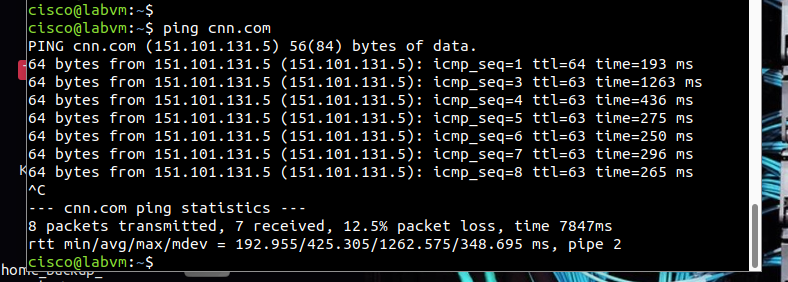 cisco@labvm:~$
cisco@labvm:~$ ping cnn.com
PING cnn.com (151.101.131.5) 56(84) bytes of data.
64 bytes from 151.101.131.5 (151.101.131.5): icmp_seq=1 ttl=64 time=193 ms
64 bytes from 151.101.131.5 (151.101.131.5): icmp_seq=3 ttl=63 time=1263 ms
64 bytes from 151.101.131.5 (151.101.131.5): icmp_seq=4 ttl=63 time=436 ms
64 bytes from 151.101.131.5 (151.101.131.5): icmp_seq=5 ttl=63 time=275 ms
64 bytes from 151.101.131.5 (151.101.131.5): icmp_seq=6 ttl=63 time=250 ms
64 bytes from 151.101.131.5 (151.101.131.5): icmp_seq=7 ttl=63 time=296 ms
64 bytes from 151.101.131.5 (151.101.131.5): icmp_seq=8 ttl=63 time=265 ms
^C
--- cnn.com ping statistics ---
8 packets transmitted, 7 received, 12.5% packet loss, time 7847ms
rtt min/avg/max/mdev = 192.955/425.305/1262.575/348.695 ms, pipe 2
cisco@labvm:~$